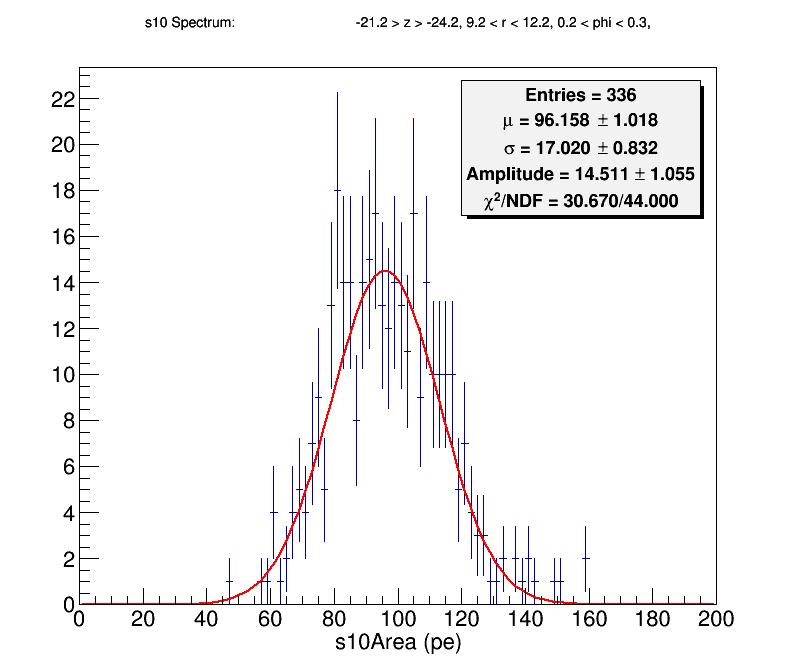 s10 Spectrum: -21.2 > z > -24.2, 9.2 < r < 12.2, 0.2 < phi < 0.3,
Entries = 336
μ = 96.158 ± 1.018
σ = 17.020 ± 0.832
Amplitude = 14.511 ± 1.055
χ²/NDF = 30.670/44.000
22
20
18
16
14
12
10
8
6
4
2
0
0 20 40 60 80 100 120 140 160 180 200
s10Area (pe)